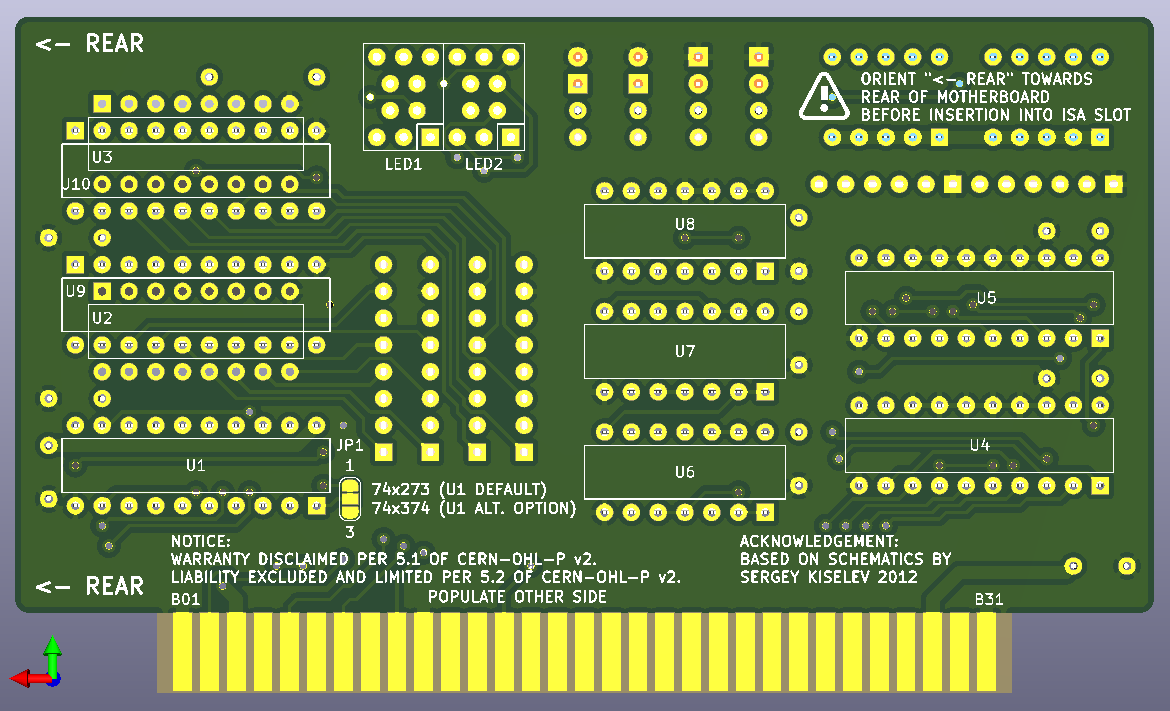 <- REAR
ORIENT "<- REAR" TOWARDS
REAR OF MOTHERBOARD
BEFORE INSERTION INTO ISA SLOT
U3
LED1
LED2
U10
U8
U9
U2
U5
U7
JP1
U1
1
U4
U6
74x273 (U1 DEFAULT)
74x374 (U1 ALT. OPTION)
3
NOTICE:
WARRANTY DISCLAIMED PER 5.1 OF CERN-OHL-P v2.
LIABILITY EXCLUDED AND LIMITED PER 5.2 OF CERN-OHL-P v2.
ACKNOWLEDGEMENT:
BASED ON SCHEMATICS BY
SERGEY KISELEV 2012
<- REAR
POPULATE OTHER SIDE
B01
B31